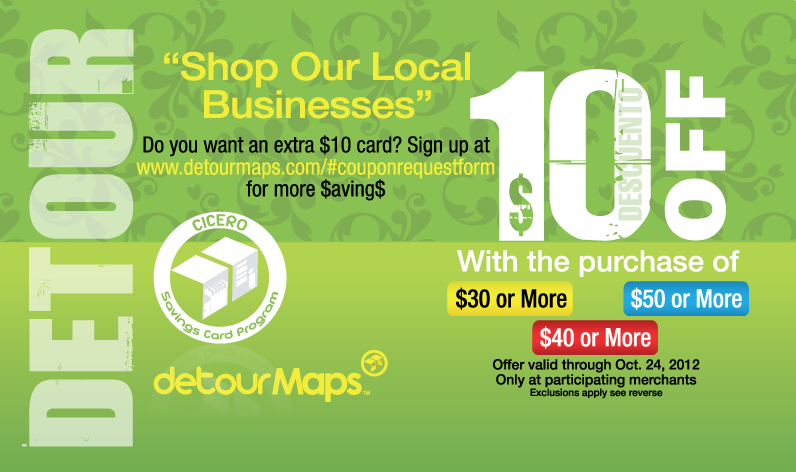 DETOUR
“Shop Our Local
Businesses”
Do you want an extra $10 card? Sign up at
www.detourmaps.com/#couponrequestform
for more $aving$
CICERO
Savings Card Program
detourMaps™
$10 OFF
DESCUENTO
With the purchase of
$30 or More
$50 or More
$40 or More
Offer valid through Oct. 24, 2012
Only at participating merchants
Exclusions apply see reverse